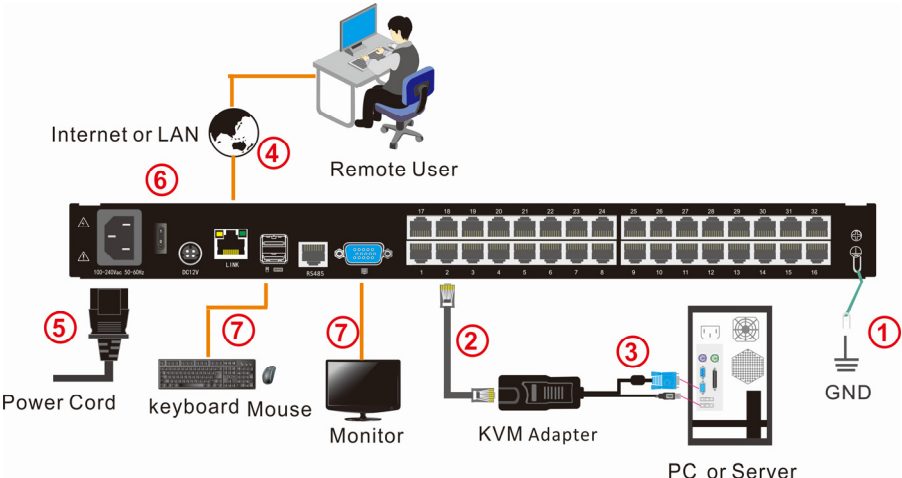 Internet or LAN
④
Remote User
⑥
17 18 19 20 21 22 23 24 25 26 27 28 29 30 31 32
LINK
DC12V
RS485
100-240Vac 50-60Hz
1 2 3 4 5 6 7 8 9 10 11 12 13 14 15 16
⑤
⑦
⑦
②
③
①
GND
Power Cord
keyboard Mouse
Monitor
KVM Adapter
PC or Server